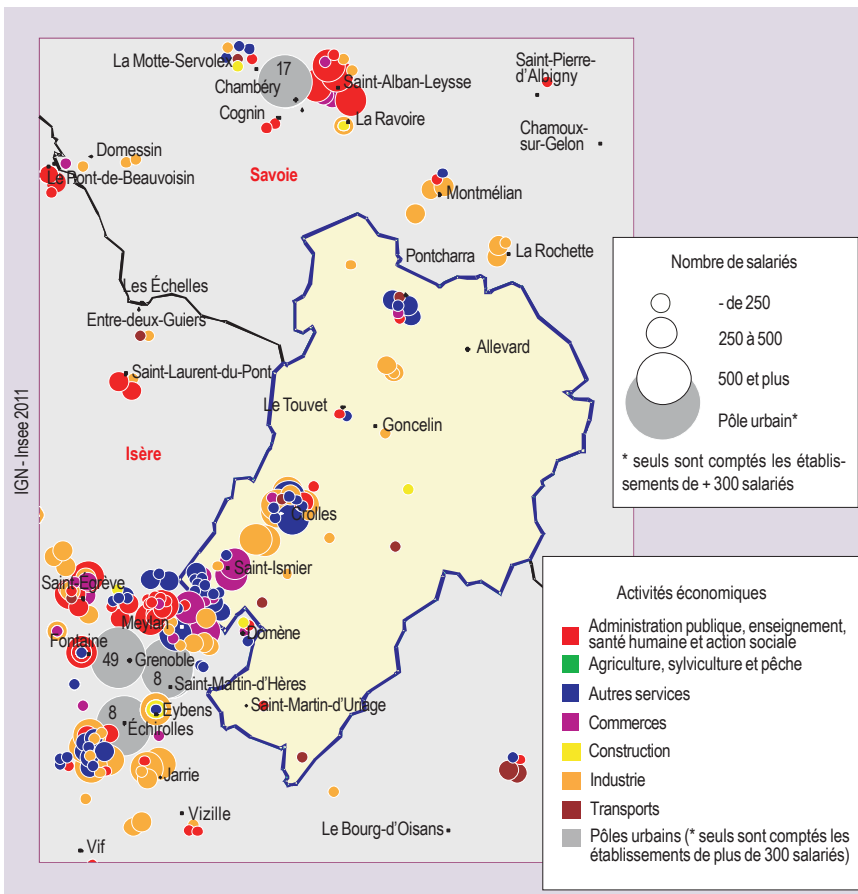 La Motte-Servolex
17
Saint-Alban-Leysse
Chambéry
Cognin
La Ravoire
Saint-Pierre-
d'Albigny
Chamoux-
sur-Gelon
Domessin
Le Pont-de-Beauvoisin
Savoie
Montmélian
Pontcharra
La Rochette
Les Échelles
Entre-deux-Guiers
Saint-Laurent-du-Pont
Allevard
Le Touvet
Goncelin
Isère
IGN - Insee 2011
Crolles
Saint-Ismier
Saint-Égrève
Meylan
Domène
Fontaine
49
Grenoble
8
Saint-Martin-d'Hères
Saint-Martin-d'Uriage
8
Eybens
Échirolles
Jarrie
Vizille
Vif
Le Bourg-d'Oisans
Nombre de salariés
- de 250
250 à 500
500 et plus
Pôle urbain*
* seuls sont comptés les établis-
sements de + 300 salariés
Activités économiques
Administration publique, enseignement,
santé humaine et action sociale
Agriculture, sylviculture et pêche
Autres services
Commerces
Construction
Industrie
Transports
Pôles urbains (* seuls sont comptés les
établissements de plus de 300 salariés)